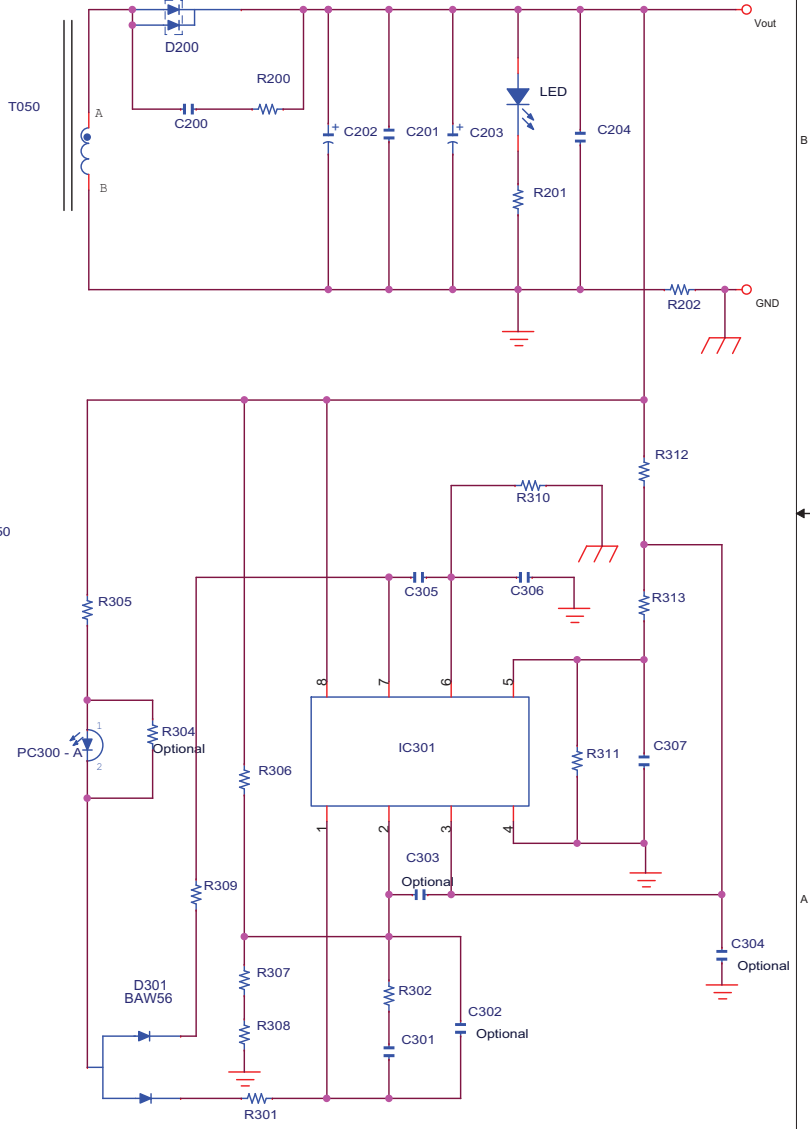 Vout
D200
R200
LED
T050
A
C200
C202
C201
C203
C204
B
B
R201
R202
GND
R312
R310
50
C305
C306
R305
R313
8
7
6
5
1
R304
Optional
PC300 - A
2
R306
IC301
R311
C307
1
2
3
4
C303
Optional
R309
A
C304
Optional
R307
D301
BAW56
R302
C302
Optional
R308
C301
R301